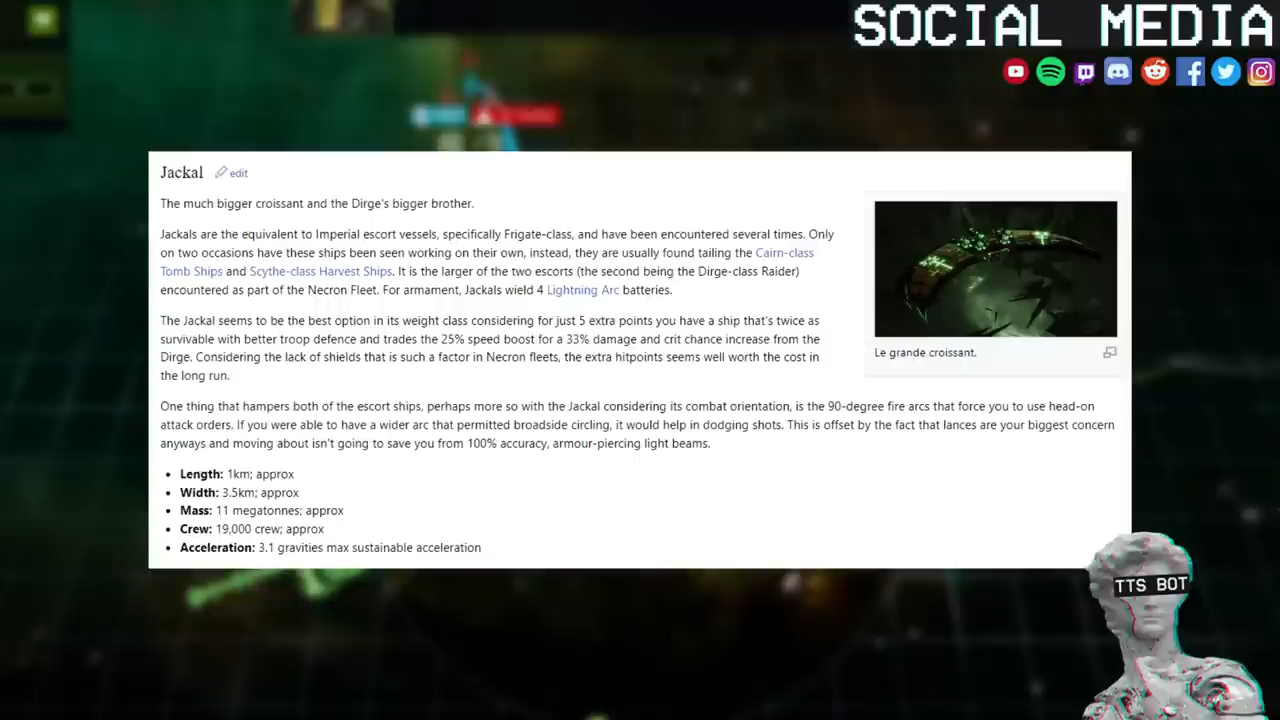 SOCIAL MEDIA
Jackal edit
The much bigger croissant and the Dirge's bigger brother.
Jackals are the equivalent to Imperial escort vessels, specifically Frigate-class, and have been encountered several times. Only
on two occasions have these ships been seen working on their own, instead, they are usually found tailing the Cairn-class
Tomb Ships and Scythe-class Harvest Ships. It is the larger of the two escorts (the second being the Dirge-class Raider)
encountered as part of the Necron Fleet. For armament, Jackals wield 4 Lightning Arc batteries.
The Jackal seems to be the best option in its weight class considering for just 5 extra points you have a ship that's twice as
survivable with better troop defence and trades the 25% speed boost for a 33% damage and crit chance increase from the
Dirge. Considering the lack of shields that is such a factor in Necron fleets, the extra hitpoints seems well worth the cost in
the long run.
Le grande croissant.
One thing that hampers both of the escort ships, perhaps more so with the Jackal considering its combat orientation, is the 90-degree fire arcs that force you to use head-on
attack orders. If you were able to have a wider arc that permitted broadside circling, it would help in dodging shots. This is offset by the fact that lances are your biggest concern
anyways and moving about isn't going to save you from 100% accuracy, armour-piercing light beams.
• Length: 1km; approx
• Width: 3.5km; approx
• Mass: 11 megatonnes; approx
• Crew: 19,000 crew; approx
• Acceleration: 3.1 gravities max sustainable acceleration
TTS BOT